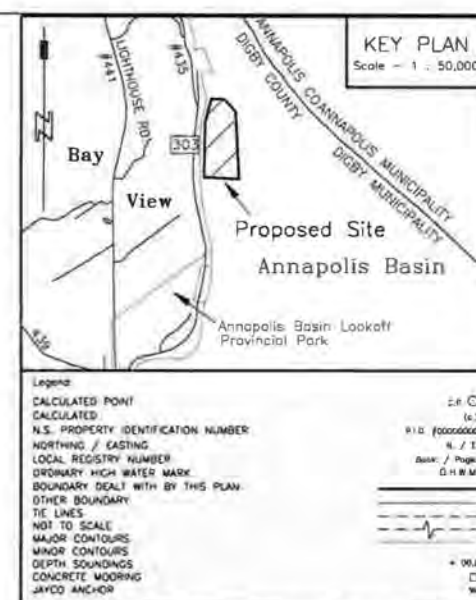 KEY PLAN
Scale - 1 : 50,000
ANNAPOLIS CO. ANNAPOLIS MUNICIPALITY
DIGBY COUNTY DIGBY MUNICIPALITY
LIGHTHOUSE RD.
#441
#435
303
Bay
View
Proposed Site
Annapolis Basin
Annapolis Basin Lookoff
Provincial Park
Legend
CALCULATED POINT
CALCULATED
N.S. PROPERTY IDENTIFICATION NUMBER
NORTHING / EASTING
LOCAL REGISTRY NUMBER
ORDINARY HIGH WATER MARK
O.H.W.M
BOUNDARY DEALT WITH BY THIS PLAN
OTHER BOUNDARY
TIE LINES
NOT TO SCALE
MAJOR CONTOURS
MINOR CONTOURS
DEPTH SOUNDINGS
CONCRETE MOORING
JAYCO ANCHOR